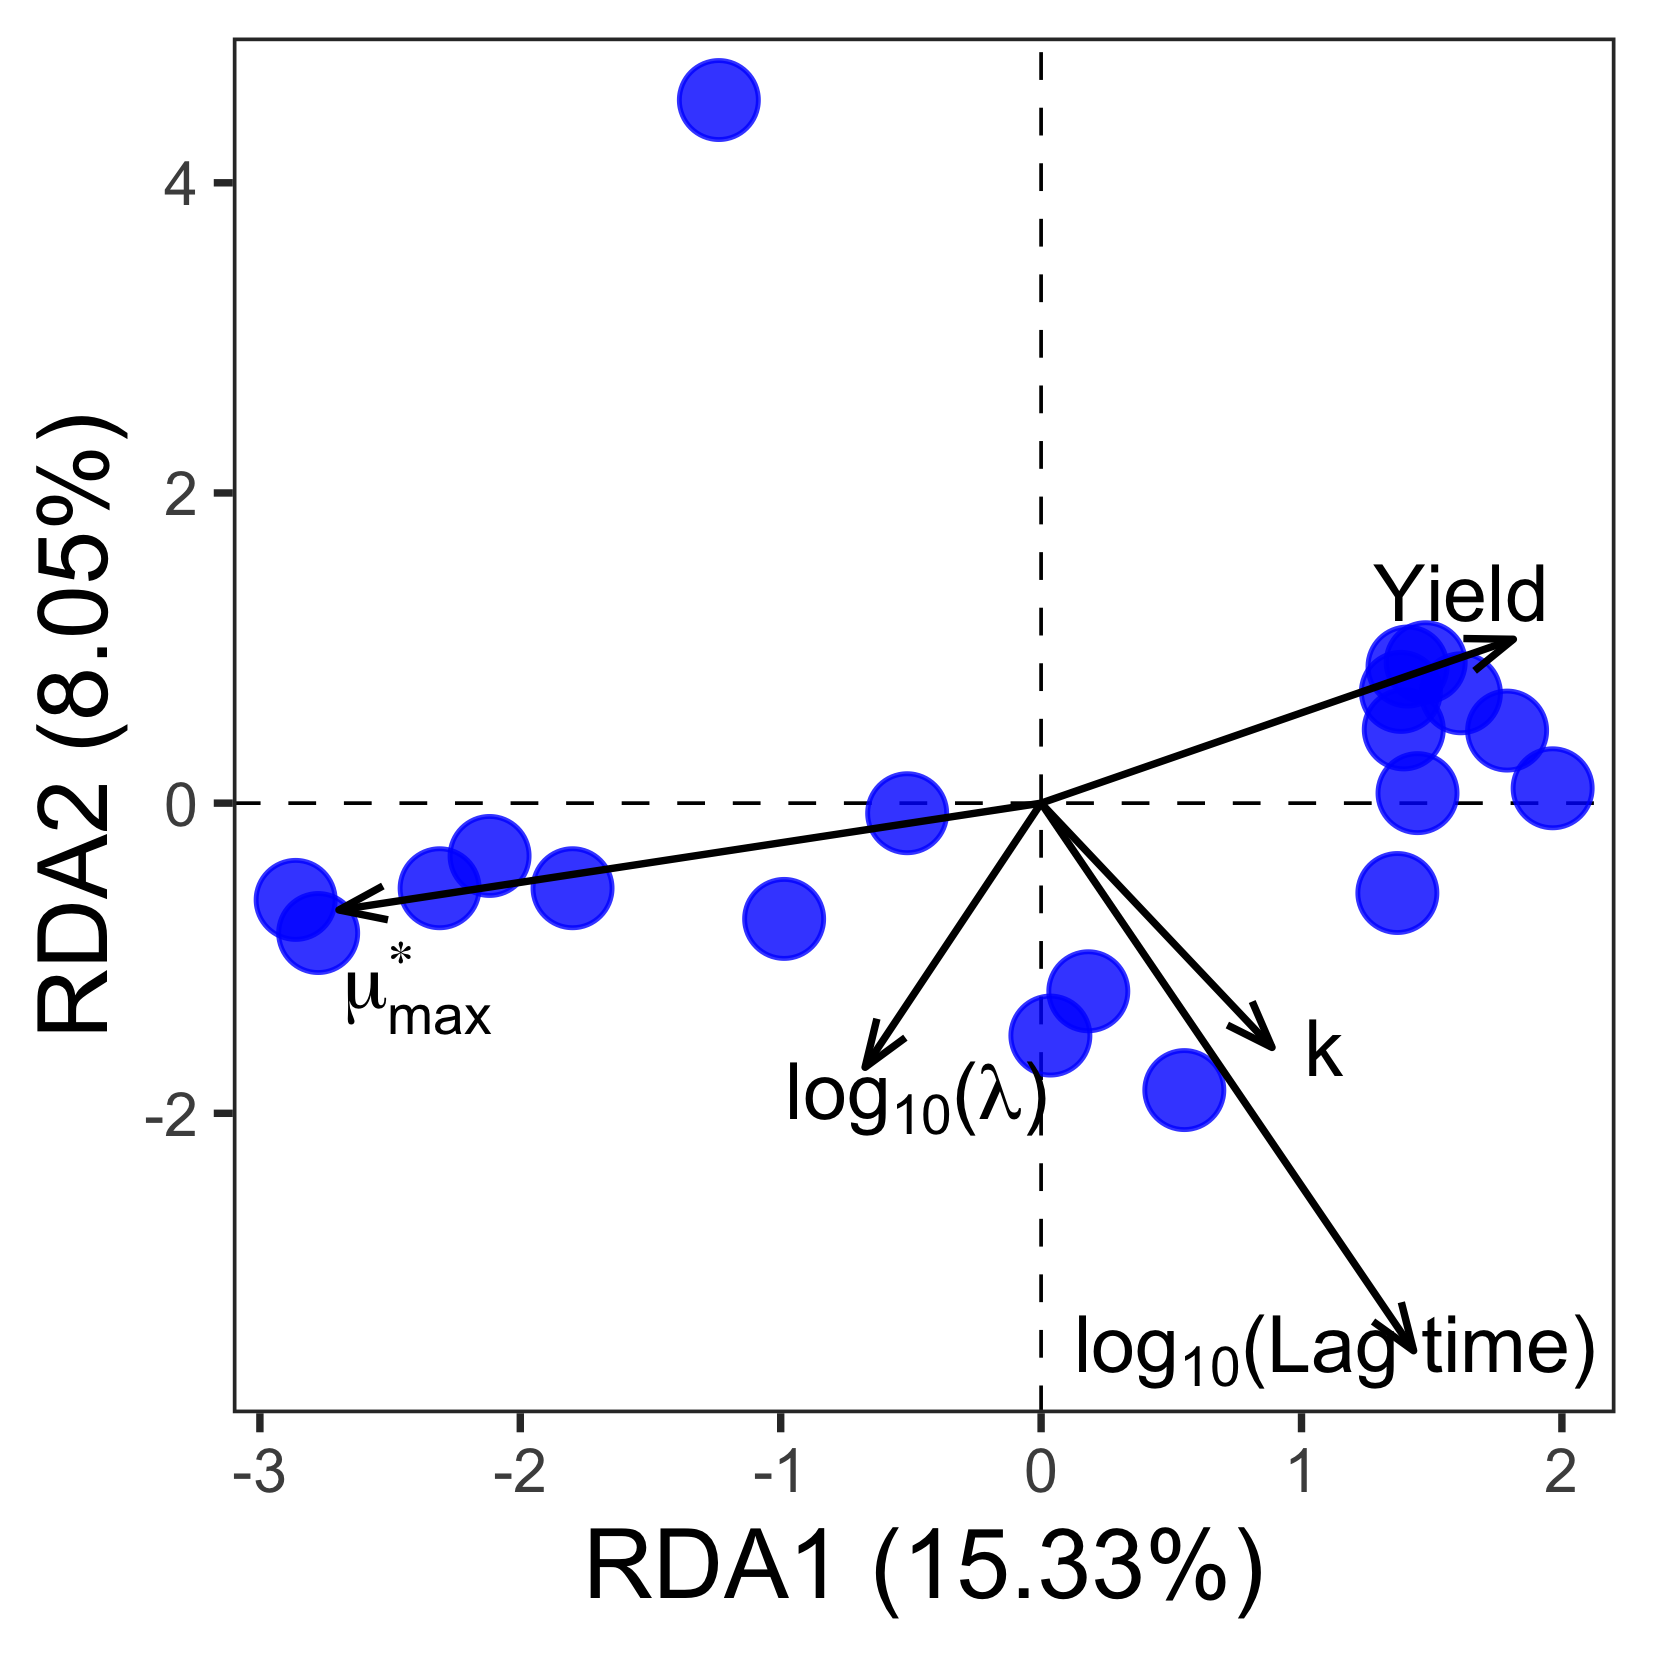 RDA2 (8.05%)
4
2
0
-2
Yield
μ*max
log10(λ)
k
log10(Lag time)
-3 -2 -1 0 1 2
RDA1 (15.33%)